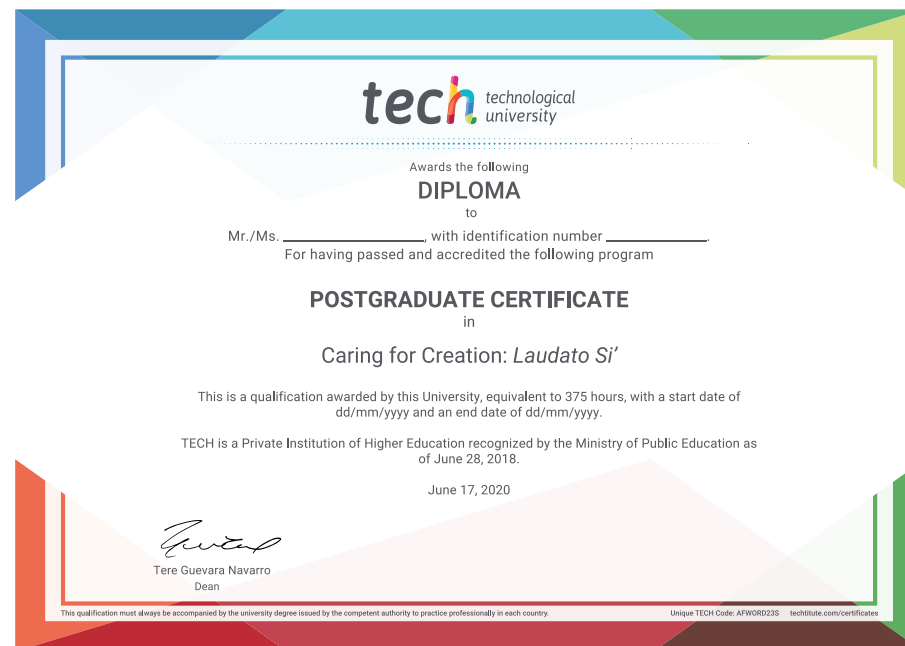 tech technological
university
Awards the following
DIPLOMA
to
Mr./Ms. ____________, with identification number ____________.
For having passed and accredited the following program
POSTGRADUATE CERTIFICATE
in
Caring for Creation: Laudato Si’
This is a qualification awarded by this University, equivalent to 375 hours, with a start date of
dd/mm/yyyy and an end date of dd/mm/yyyy.
TECH is a Private Institution of Higher Education recognized by the Ministry of Public Education as
of June 28, 2018.
June 17, 2020
Tere Guevara Navarro
Dean
This qualification must always be accompanied by the university degree issued by the competent authority to practice professionally in each country.
Unique TECH Code: AFWORD23S techtitute.com/certificates